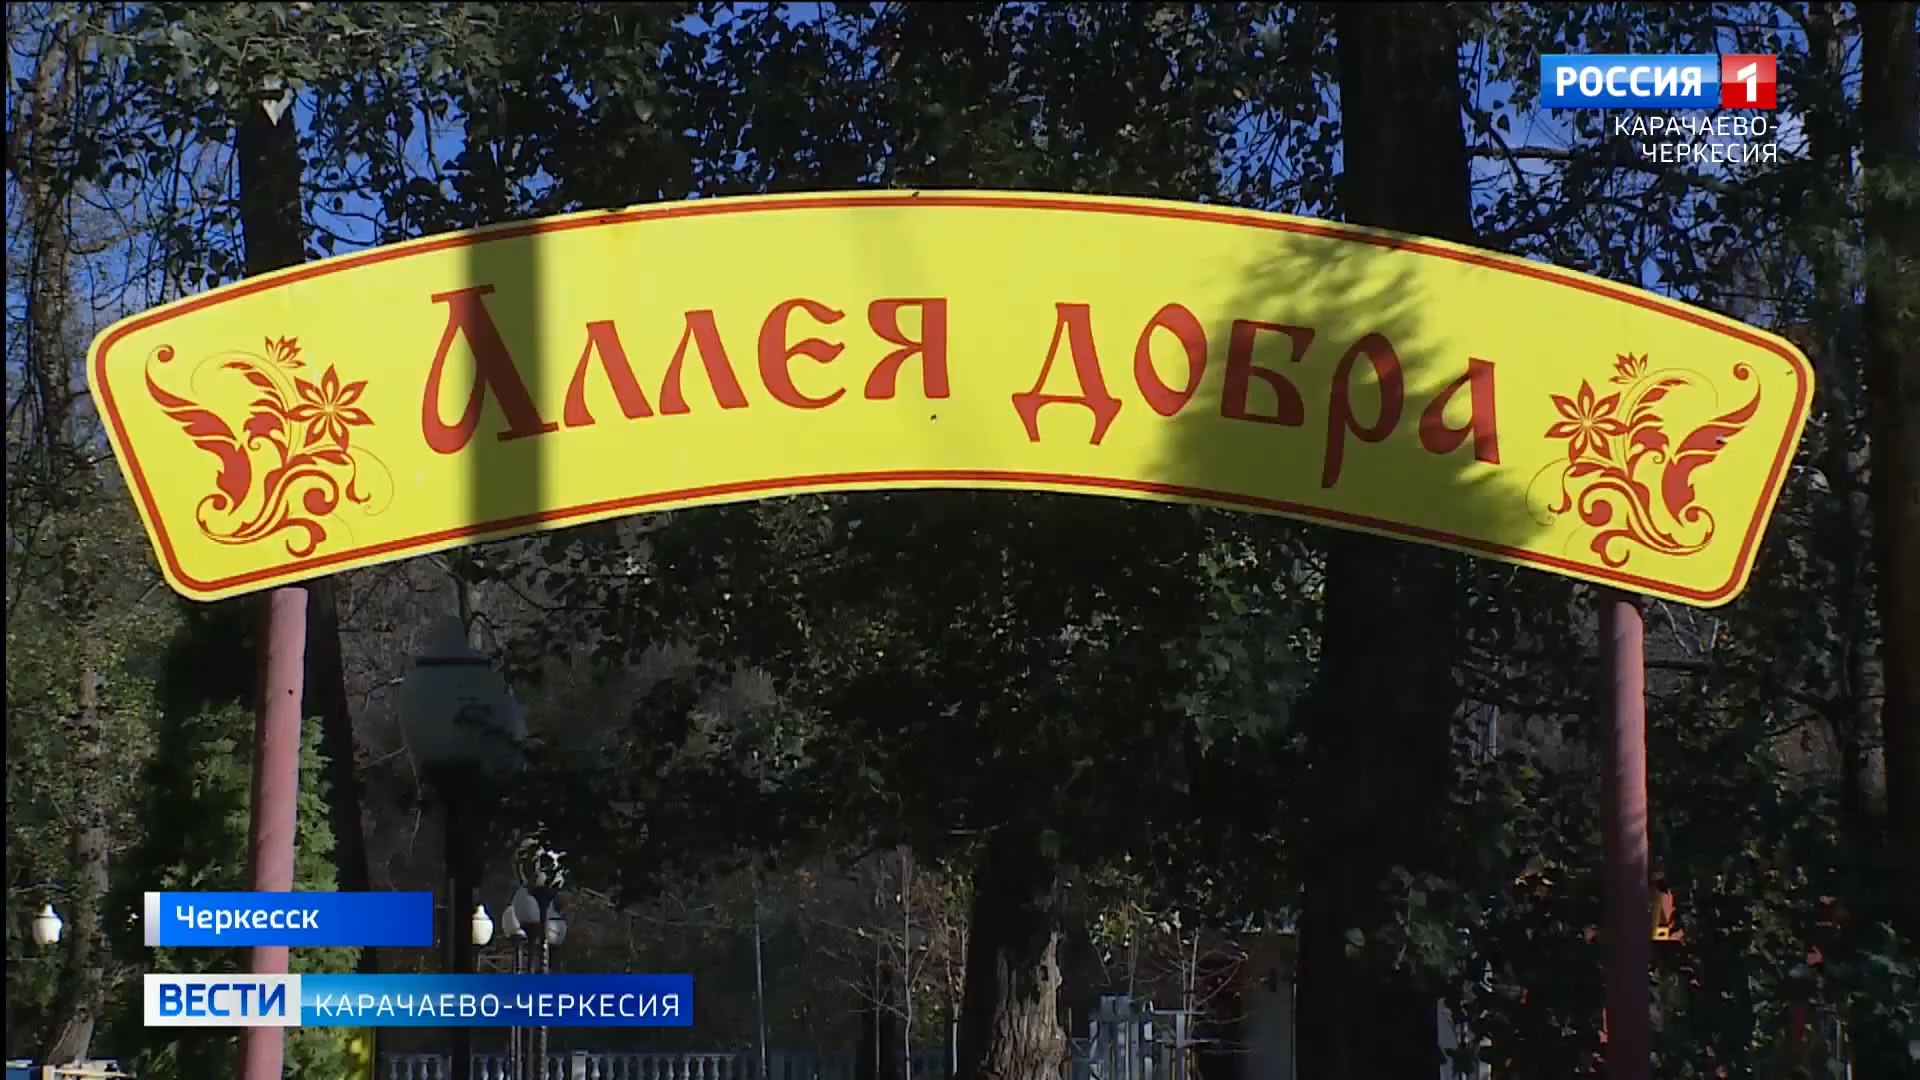 РОССИЯ 1
КАРАЧАЕВО-
ЧЕРКЕСИЯ
Аллея добра
Черкесск
ВЕСТИ КАРАЧАЕВО-ЧЕРКЕСИЯ